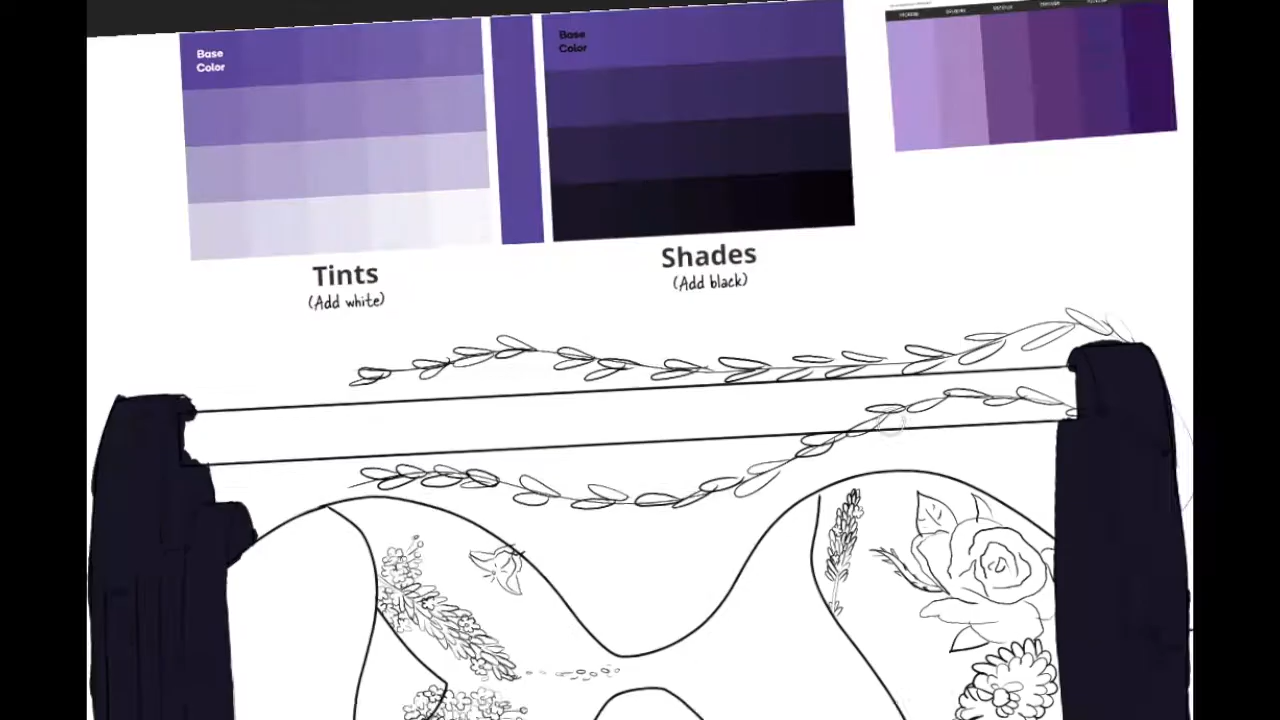 Base
Color
Base
Color
Tints
(Add white)
Shades
(Add black)